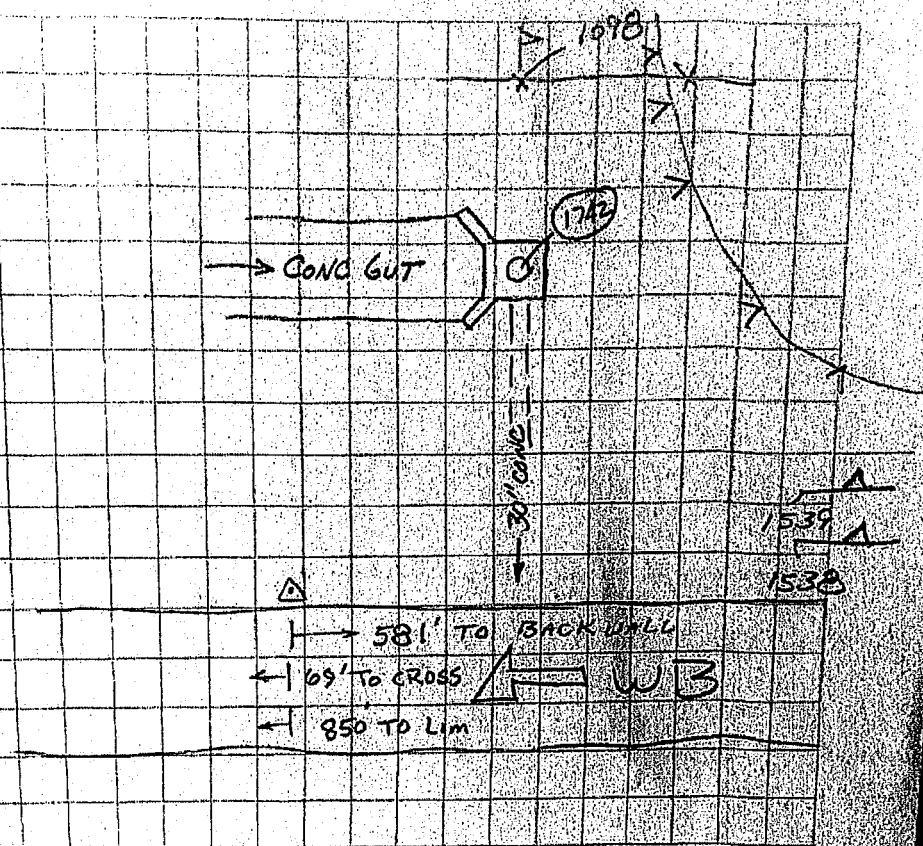 1098
1742
CONC GUT
30" CONC
1539
1538
581' TO BACKWALL
69' TO CROSS
WB
850' TO LIM